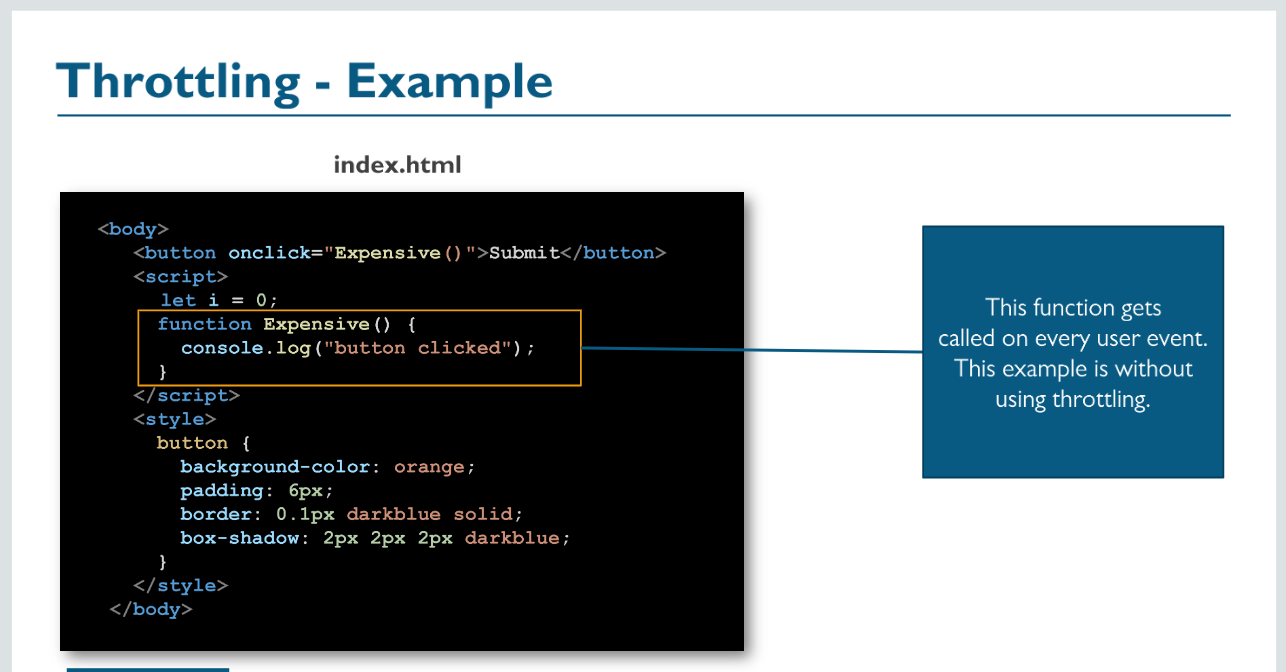 Throttling - Example
index.html
<body>
<button onclick="Expensive()">Submit</button>
<script>
let i = 0;
function Expensive() {
console.log("button clicked");
}
</script>
<style>
button {
background-color: orange;
padding: 6px;
border: 0.1px darkblue solid;
box-shadow: 2px 2px 2px darkblue;
}
</style>
</body>
This function gets
called on every user event.
This example is without
using throttling.